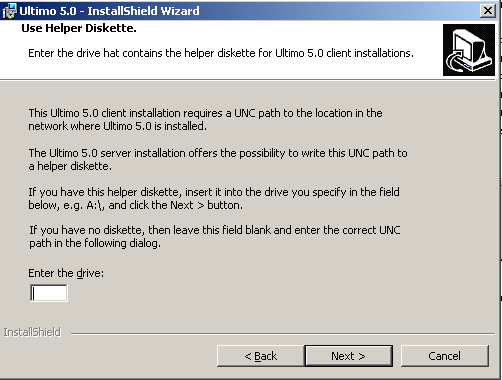 Ultimo 5.0 - InstallShield Wizard
Use Helper Diskette.
Enter the drive hat contains the helper diskette for Ultimo 5.0 client installations.
This Ultimo 5.0 client installation requires a UNC path to the location in the
network where Ultimo 5.0 is installed.
The Ultimo 5.0 server installation offers the possibility to write this UNC path to
a helper diskette.
If you have this helper diskette, insert it into the drive you specify in the field
below, e.g. A:\, and click the Next > button.
If you have no diskette, then leave this field blank and enter the correct UNC
path in the following dialog.
Enter the drive:
InstallShield
< Back
Next >
Cancel